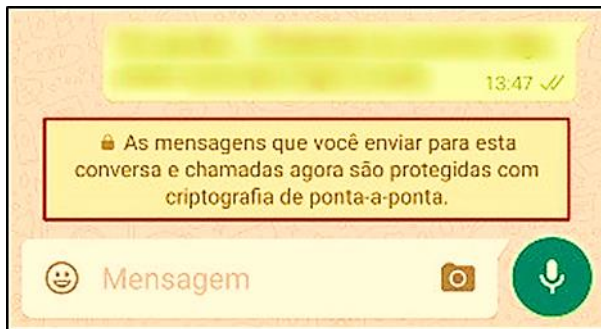 13:47
As mensagens que você enviar para esta
conversa e chamadas agora são protegidas com
criptografia de ponta-a-ponta.
Mensagem